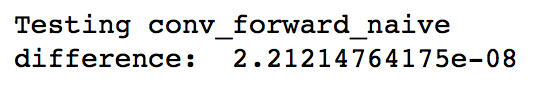 Testing conv_forward_naive
difference:  2.21214764175e-08